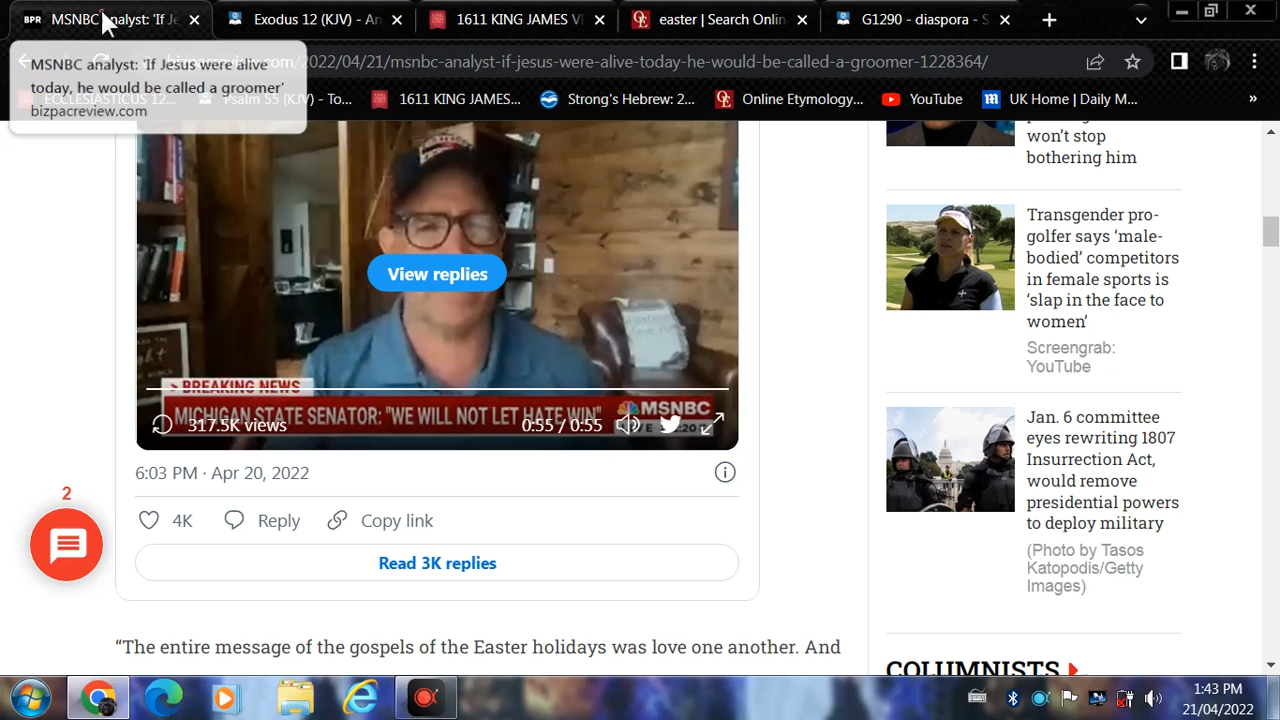 BPR MSNBC analyst: 'If Je
Exodus 12 (KJV) - An
1611 KING JAMES VE
OE easter | Search Onlin
G1290 - diaspora - S
MSNBC analyst: 'If Jesus were alive
today, he would be called a groomer'
bizpacreview.com
/2022/04/21/msnbc-analyst-if-jesus-were-alive-today-he-would-be-called-a-groomer-1228364/
ECCLESIASTES 12...
Psalm 55 (KJV) - To...
1611 KING JAMES...
Strong's Hebrew: 2...
OE Online Etymology...
YouTube
UK Home | Daily M...
»
View replies
> BREAKING NEWS
MICHIGAN STATE SENATOR: "WE WILL NOT LET HATE WIN"
MSNBC
317.5K views
0:55 / 0:55
6:03 PM · Apr 20, 2022
4K
Reply
Copy link
Read 3K replies
2
“The entire message of the gospels of the Easter holidays was love one another. And
won’t stop
bothering him
Transgender pro-
golfer says ‘male-
bodied’ competitors
in female sports is
‘slap in the face to
women’
Screengrab:
YouTube
Jan. 6 committee
eyes rewriting 1807
Insurrection Act,
would remove
presidential powers
to deploy military
(Photo by Tasos
Katopodis/Getty
Images)
COLUMNISTS
1:43 PM
21/04/2022